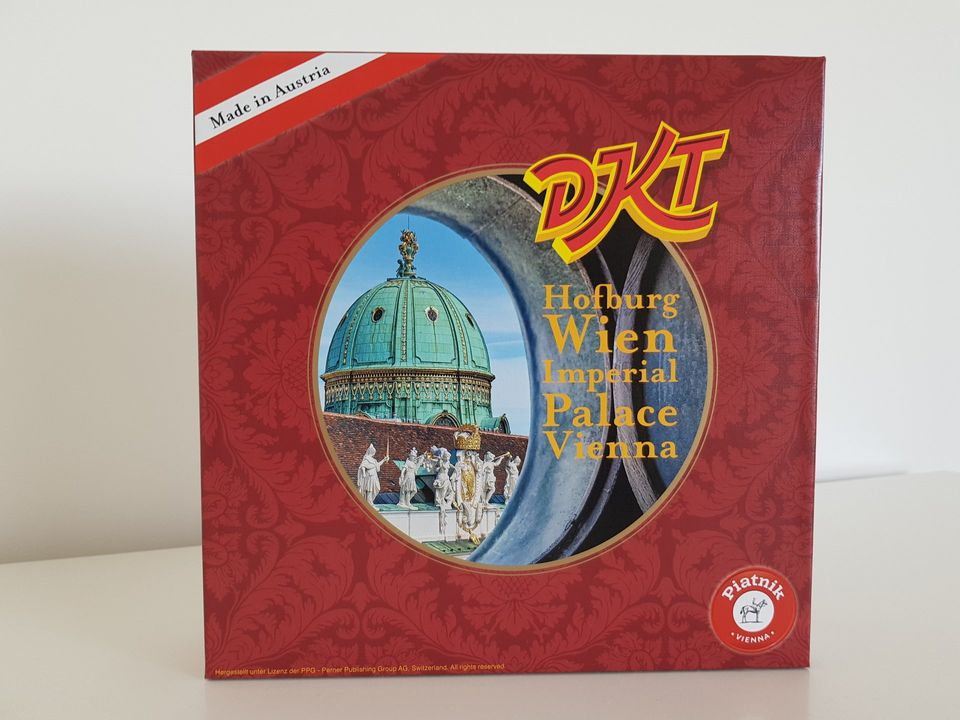 Made in Austria
DKT
Hofburg
Wien
Imperial
Palace
Vienna
Piatnik
• VIENNA •
Hergestellt unter Lizenz der PPG - Perner Publishing Group AG, Switzerland. All rights reserved.